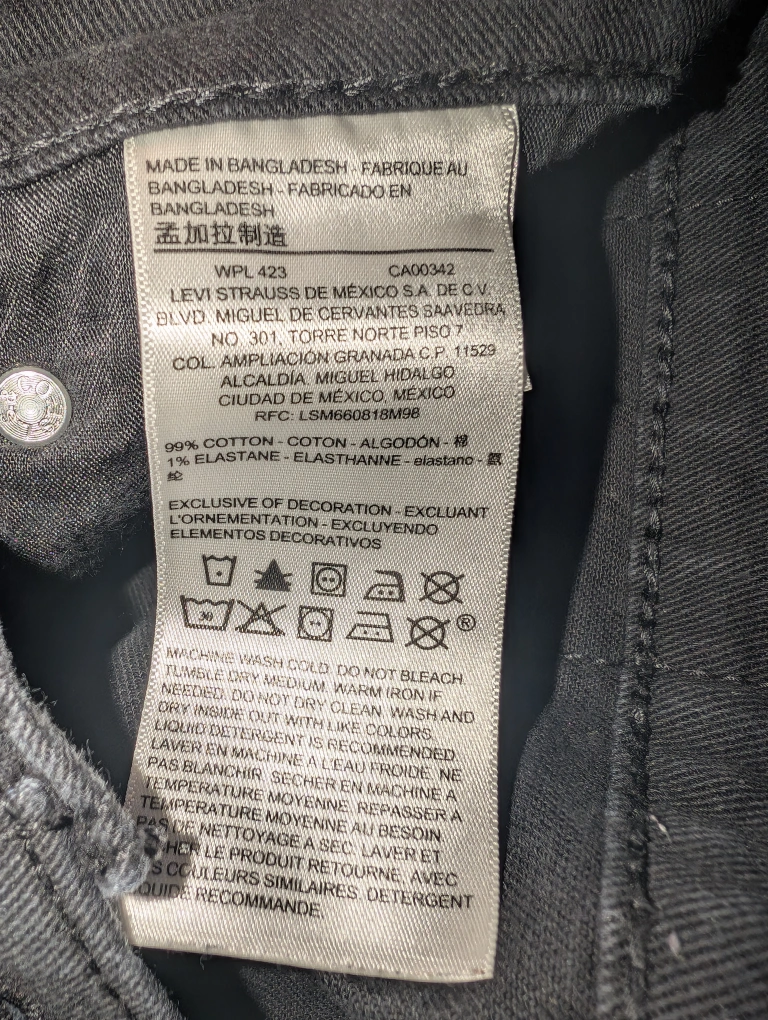 MADE IN BANGLADESH - FABRIQUE AU
BANGLADESH - FABRICADO EN
BANGLADESH
孟加拉制造
WPL 423 CA00342
LEVI STRAUSS DE MÉXICO S.A. DE C.V.
BLVD. MIGUEL DE CERVANTES SAAVEDRA
NO. 301, TORRE NORTE PISO 7
COL. AMPLIACIÓN GRANADA C.P. 11529
ALCALDÍA. MIGUEL HIDALGO
CIUDAD DE MÉXICO, MÉXICO
RFC: LSM660818M98
99% COTTON - COTON - ALGODÓN - 棉
1% ELASTANE - ELASTHANNE - elastano - 氨
纶
EXCLUSIVE OF DECORATION - EXCLUANT
L'ORNEMENTATION - EXCLUYENDO
ELEMENTOS DECORATIVOS
30 ®
MACHINE WASH COLD. DO NOT BLEACH.
TUMBLE DRY MEDIUM. WARM IRON IF
NEEDED. DO NOT DRY CLEAN. WASH AND
DRY INSIDE OUT WITH LIKE COLORS.
LIQUID DETERGENT IS RECOMMENDED.
LAVER EN MACHINE A L'EAU FROIDE. NE
PAS BLANCHIR. SECHER EN MACHINE A
TEMPERATURE MOYENNE. REPASSER A
TEMPERATURE MOYENNE AU BESOIN.
PAS DE NETTOYAGE A SEC. LAVER ET
CHER LE PRODUIT RETOURNE, AVEC
S COULEURS SIMILAIRES. DETERGENT
QUIDE RECOMMANDE.